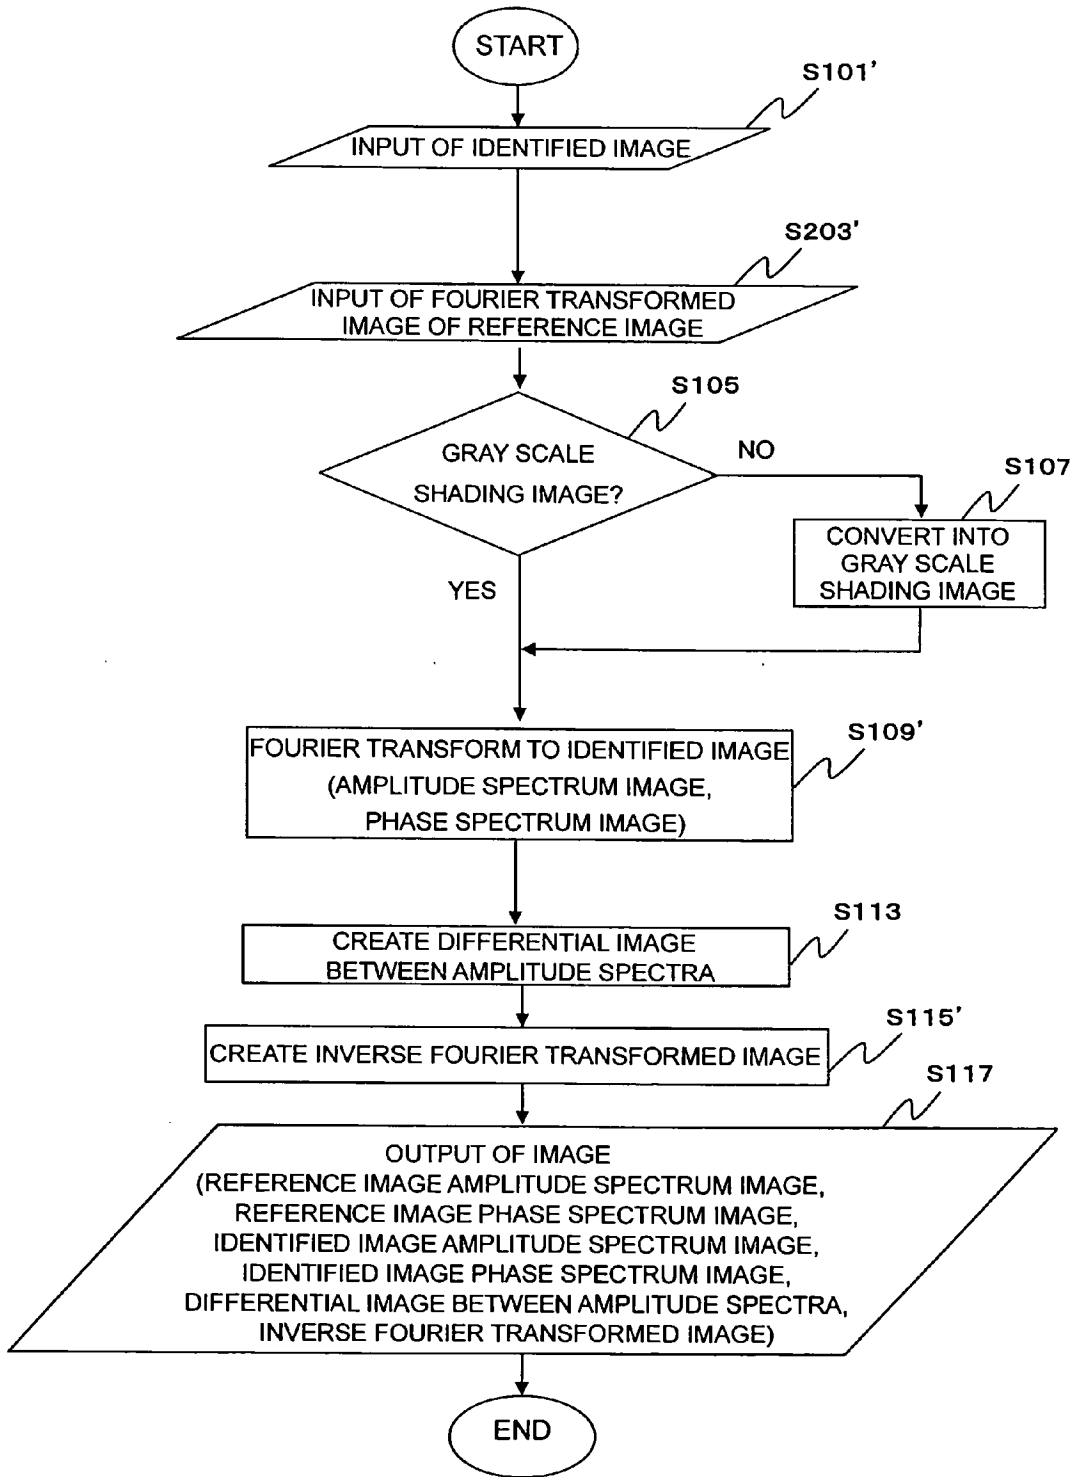 START
S101'
INPUT OF IDENTIFIED IMAGE
S203'
INPUT OF FOURIER TRANSFORMED
IMAGE OF REFERENCE IMAGE
S105
GRAY SCALE
SHADING IMAGE?
NO
S107
CONVERT INTO
GRAY SCALE
SHADING IMAGE
YES
S109'
FOURIER TRANSFORM TO IDENTIFIED IMAGE
(AMPLITUDE SPECTRUM IMAGE,
PHASE SPECTRUM IMAGE)
S113
CREATE DIFFERENTIAL IMAGE
BETWEEN AMPLITUDE SPECTRA
S115'
CREATE INVERSE FOURIER TRANSFORMED IMAGE
S117
OUTPUT OF IMAGE
(REFERENCE IMAGE AMPLITUDE SPECTRUM IMAGE,
REFERENCE IMAGE PHASE SPECTRUM IMAGE,
IDENTIFIED IMAGE AMPLITUDE SPECTRUM IMAGE,
IDENTIFIED IMAGE PHASE SPECTRUM IMAGE,
DIFFERENTIAL IMAGE BETWEEN AMPLITUDE SPECTRA,
INVERSE FOURIER TRANSFORMED IMAGE)
END